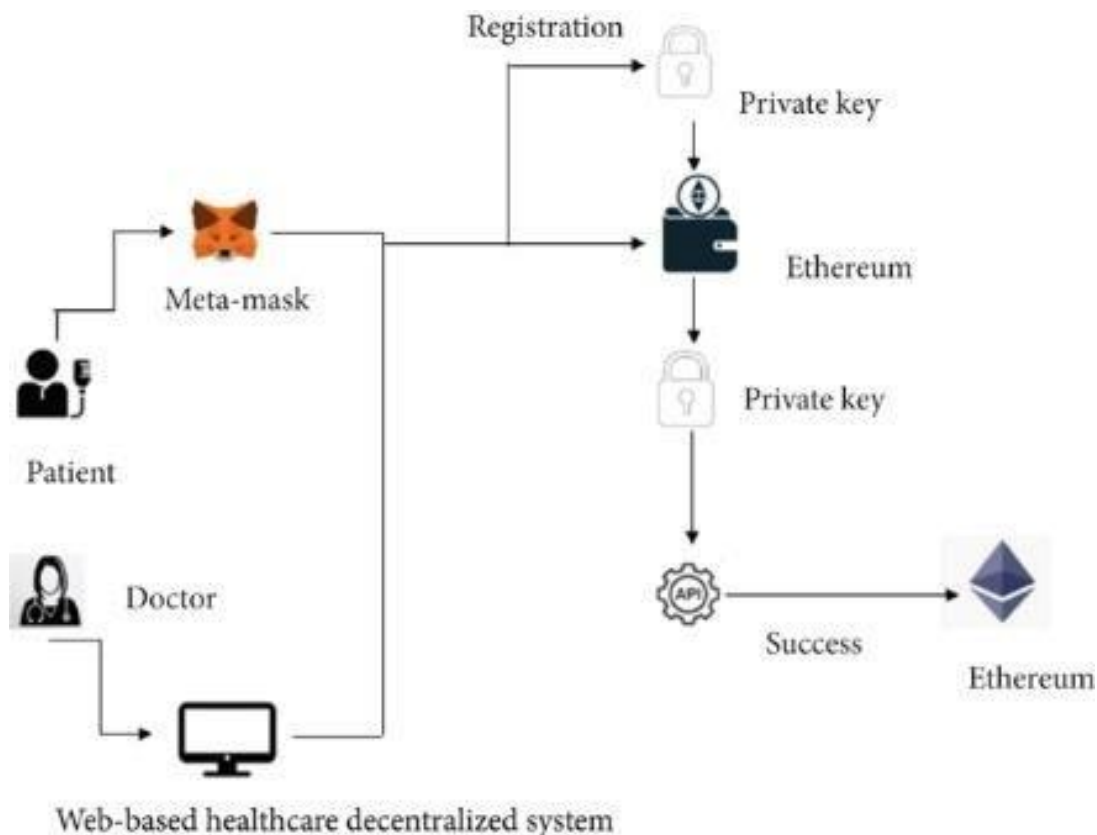 Registration
Private key
Meta-mask
Ethereum
Patient
Private key
Doctor
API
Success
Ethereum
Web-based healthcare decentralized system